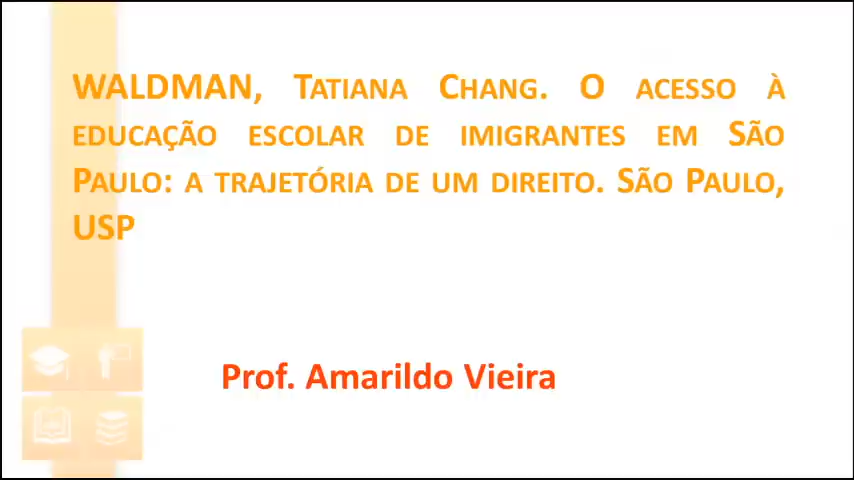 WALDMAN, TATIANA CHANG. O ACESSO À
EDUCAÇÃO ESCOLAR DE IMIGRANTES EM SÃO
PAULO: A TRAJETÓRIA DE UM DIREITO. SÃO PAULO,
USP
Prof. Amarildo Vieira